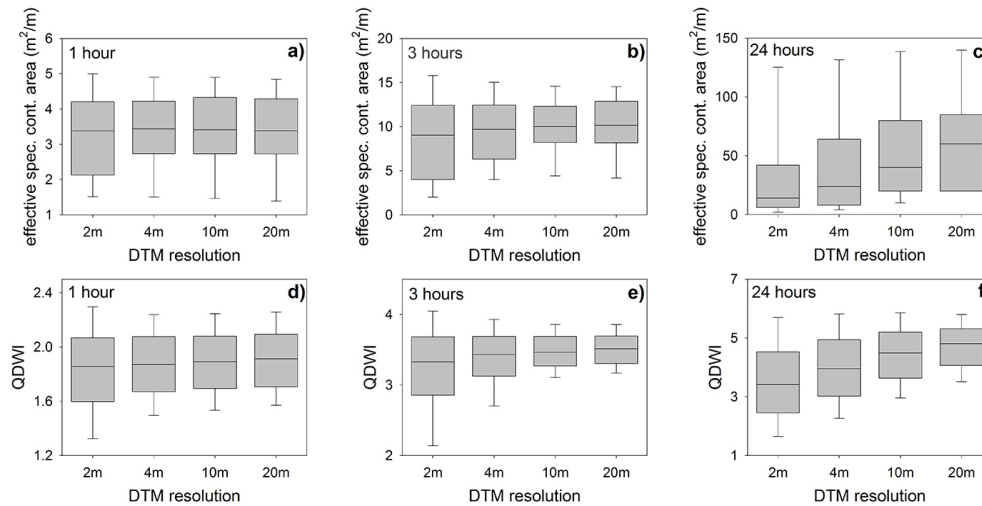 effective spec. cont. area (m²/m)
6
5
4
3
2
1
1 hour
a)
2m 4m 10m 20m
DTM resolution
effective spec. cont. area (m²/m)
20
15
10
5
0
3 hours
b)
2m 4m 10m 20m
DTM resolution
effective spec. cont. area (m²/m)
150
100
50
0
24 hours
c
2m 4m 10m 20m
DTM resolution
QDWI
2.4
2.0
1.6
1.2
1 hour
d)
2m 4m 10m 20m
DTM resolution
QDWI
4
3
2
3 hours
e)
2m 4m 10m 20m
DTM resolution
QDWI
7
5
3
1
24 hours
f
2m 4m 10m 20m
DTM resolution